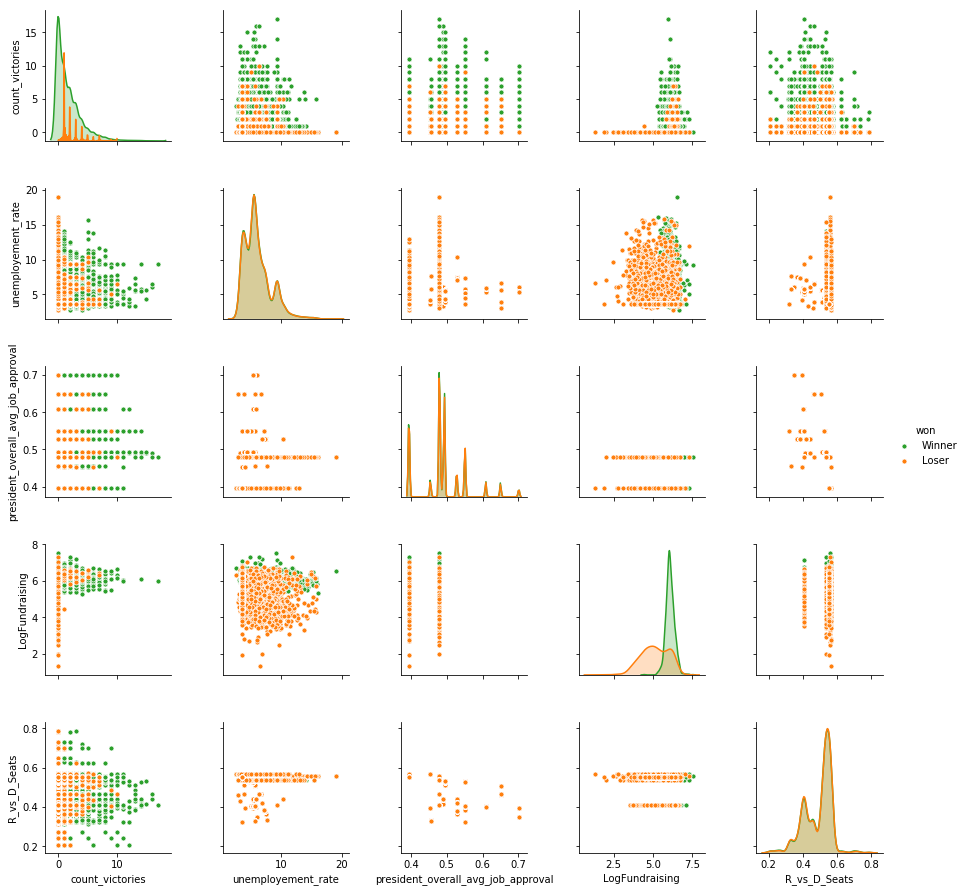 count_victories
15
10
5
0
unemployement_rate
20
15
10
5
president_overall_avg_job_approval
0.7
0.6
0.5
0.4
won
Winner
Loser
LogFundraising
8
6
4
2
R_vs_D_Seats
0.8
0.6
0.4
0.2
0 10
10 20
0.4 0.5 0.6 0.7
2.5 5.0 7.5
0.2 0.4 0.6 0.8
count_victories unemployement_rate president_overall_avg_job_approval LogFundraising R_vs_D_Seats